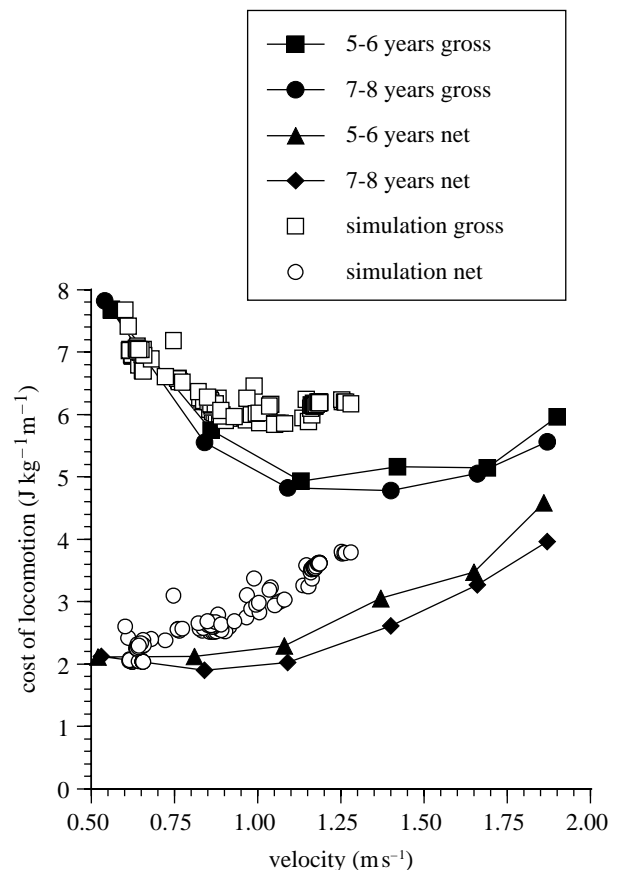 5-6 years gross
7-8 years gross
5-6 years net
7-8 years net
simulation gross
simulation net
8
7
6
5
4
3
2
1
0
cost of locomotion (J kg⁻¹m⁻¹)
0.50 0.75 1.00 1.25 1.50 1.75 2.00
velocity (m s⁻¹)